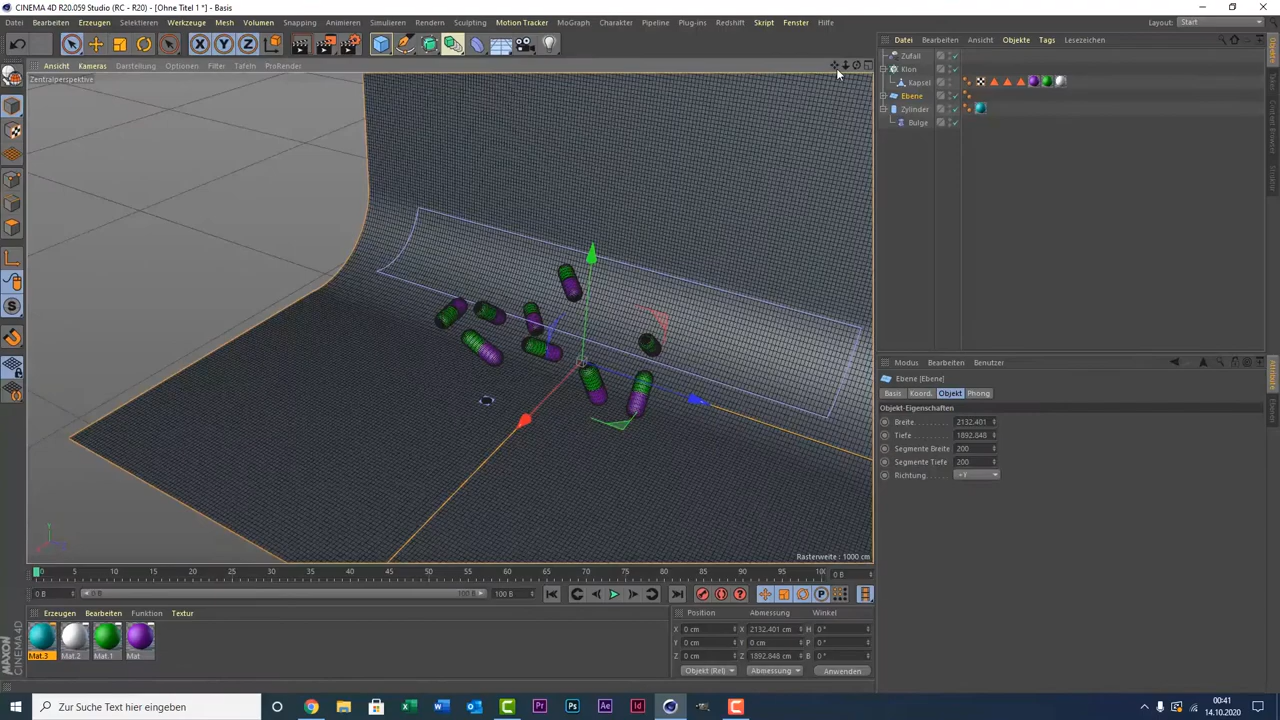 CINEMA 4D R20.059 Studio (RC - R20) - [Ohne Titel 1 *] - Basis
Datei Bearbeiten Erzeugen Selektieren Werkzeuge Mesh Volumen Snapping Animieren Simulieren Rendern Sculpting Motion Tracker MoGraph Charakter Pipeline Plug-ins Redshift Skript Fenster Hilfe Layout: Start
Datei Bearbeiten Ansicht Objekte Tags Lesezeichen
Ansicht Kameras Darstellung Optionen Filter Tafeln ProRender
Zentralperspektive
Zufall
Klon
Kapsel
Ebene
Zylinder
Bulge
Modus Bearbeiten Benutzer
Ebene [Ebene]
Basis Koord. Objekt Phong
Objekt-Eigenschaften
Breite 2132.401
Tiefe 1892.848
Segmente Breite 200
Segmente Tiefe 200
Richtung +Y
Rasterweite : 1000 cm
0 5 10 15 20 25 30 35 40 45 50 55 60 65 70 75 80 85 90 95 100 0 B
0 B 0 B 100 B 100 B
Erzeugen Bearbeiten Funktion Textur
Mat.3 Mat.2 Mat.1 Mat
Position Abmessung Winkel
X 0 cm X 2132.401 cm H 0 °
Y 0 cm Y 0 cm P 0 °
Z 0 cm Z 1892.848 cm B 0 °
Objekt (Rel) Abmessung Anwenden
MAXON CINEMA 4D
Zur Suche Text hier eingeben
00:41
14.10.2020